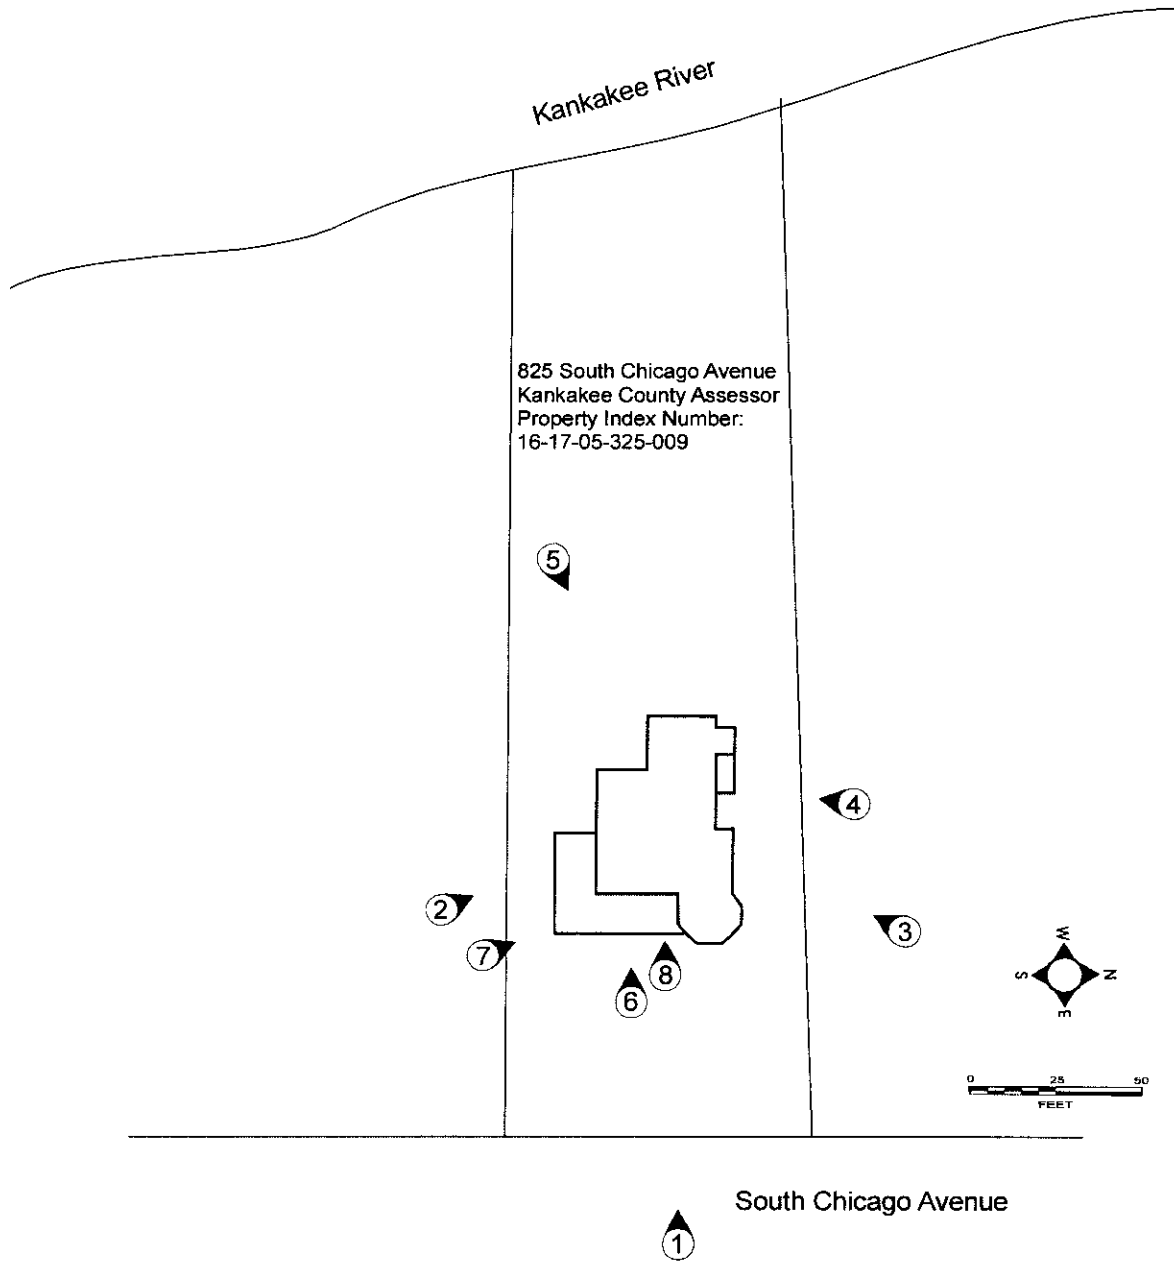 Kankakee River
825 South Chicago Avenue
Kankakee County Assessor
Property Index Number:
16-17-05-325-009
5
4
2
3
7
8
6
W
S
N
E
0 25 50
FEET
South Chicago Avenue
1